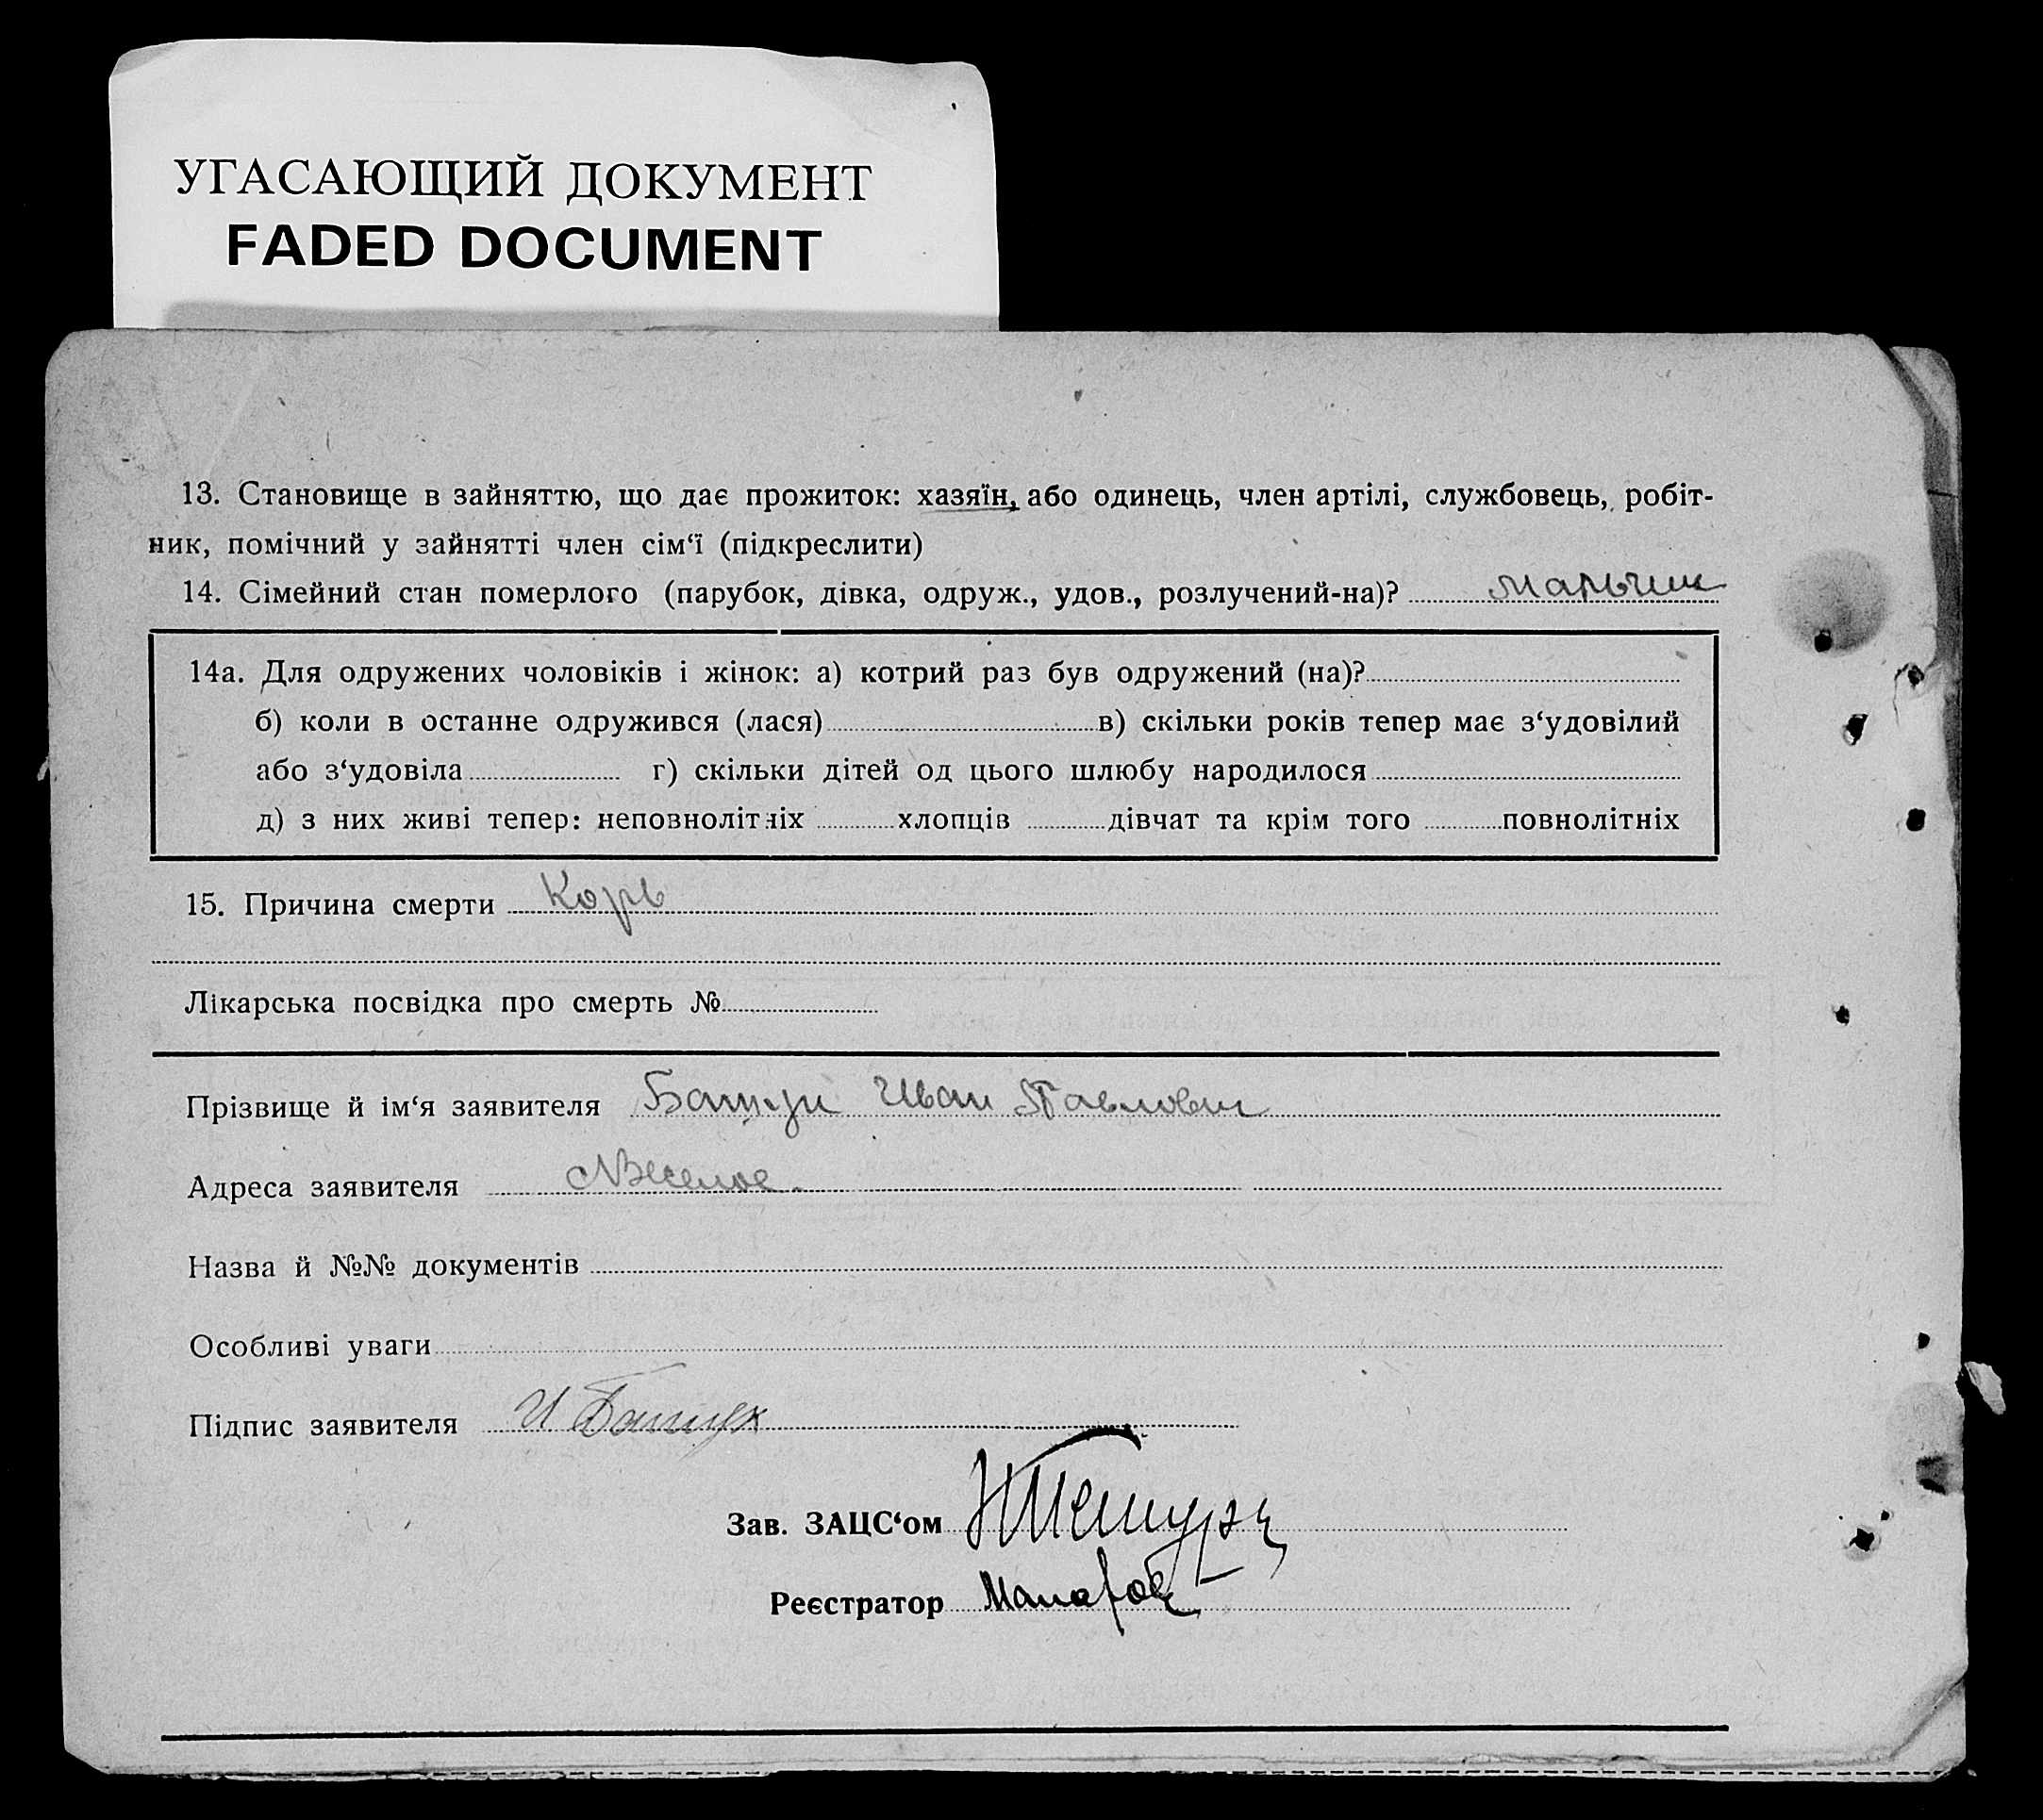 УГАСАЮЩИЙ ДОКУМЕНТ
FADED DOCUMENT
13. Становище в зайняттю, що дає прожиток: хазяїн, або одинець, член артілі, службовець, робіт-
ник, помічний у зайнятті член сім‘ї (підкреслити)
14. Сімейний стан померлого (парубок, дівка, одруж., удов., розлучений-на)? мальчик
14а. Для одружених чоловіків і жінок: а) котрий раз був одружений (на)?
б) коли в останне одружився (лася) в) скільки років тепер має з‘удовілий
або з‘удовіла г) скільки дітей од цього шлюбу народилося
д) з них живі тепер: неповнолітніх хлопців дівчат та крім того повнолітніх
15. Причина смерти Корь
Лікарська посвідка про смерть №
Прізвище й ім‘я заявителя Иван Павлович
Адреса заявителя с Веселое.
Назва й №№ документів
Особливі уваги
Підпис заявителя И
Зав. ЗАЦС‘ом
Реєстратор